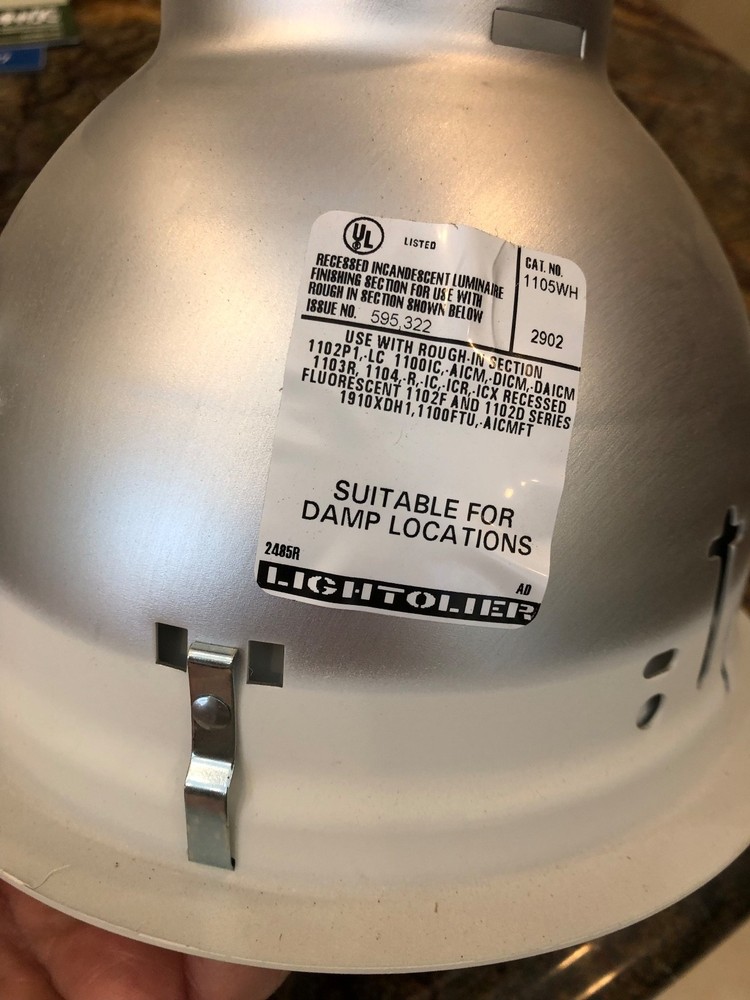 UL
LISTED
RECESSED INCANDESCENT LUMINAIRE
FINISHING SECTION FOR USE WITH
ROUGH IN SECTION SHOWN BELOW
ISSUE NO. 595,322
CAT. NO.
1105WH
2902
USE WITH ROUGH-IN SECTION
1102P1,-LC 1100IC,-AICM,-DICM,-DAICM
1103R, 1104,-R,-IC,-ICR,-ICX RECESSED
FLUORESCENT 1102F AND 1102D SERIES
1910XDH1,1100FTU,-AICMFT
SUITABLE FOR
DAMP LOCATIONS
2485R
AD
LIGHTOLIER